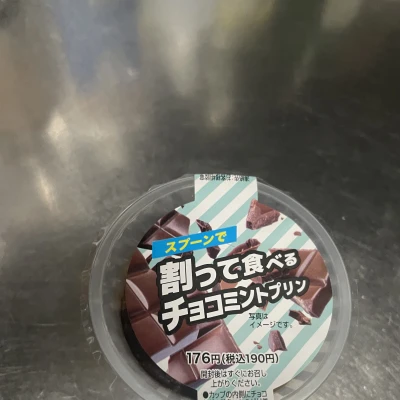 スプーンで
割って食べる
チョコミントプリン
写真は
イメージです。
176円(税込190円)
開封後はすぐにお召し
上がりください。
●カップの内側にチョコ